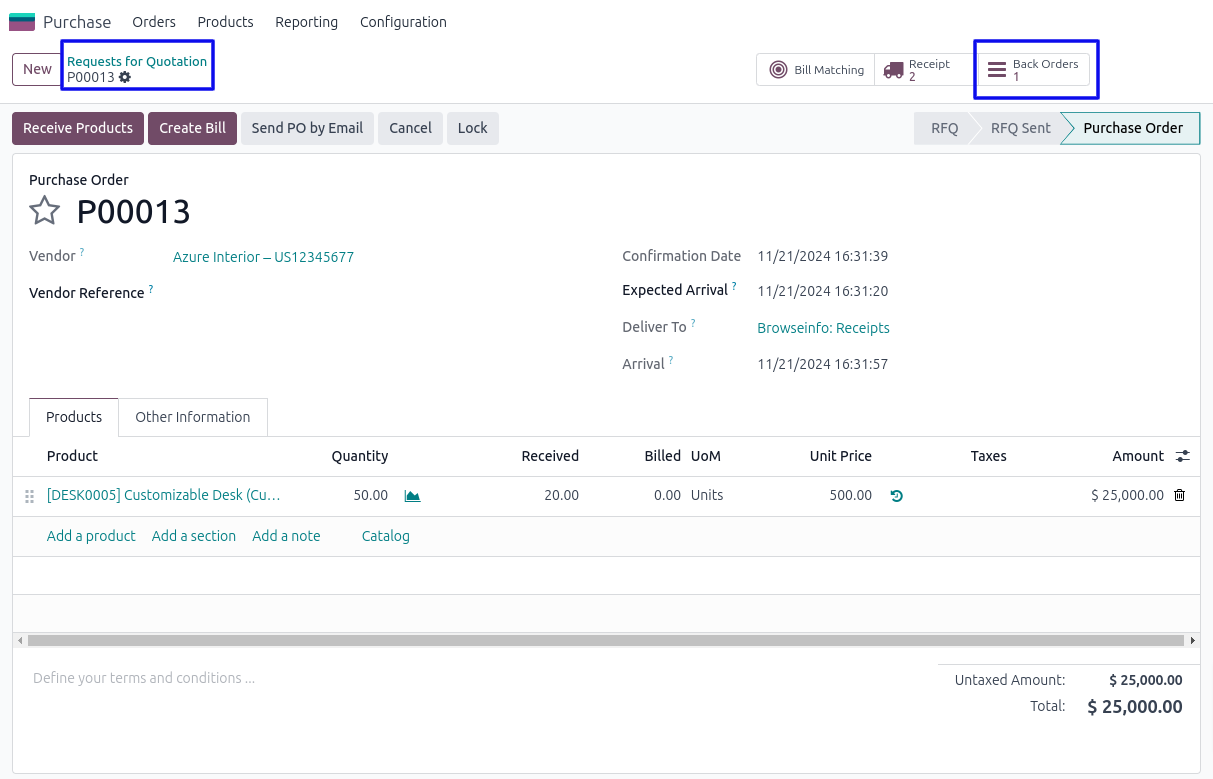 Purchase Orders Products Reporting Configuration
New Requests for Quotation
P00013
Bill Matching Receipt 2 Back Orders 1
Receive Products Create Bill Send PO by Email Cancel Lock RFQ RFQ Sent Purchase Order
Purchase Order
P00013
Vendor ? Azure Interior – US12345677 Confirmation Date 11/21/2024 16:31:39
Vendor Reference ? Expected Arrival ? 11/21/2024 16:31:20
Deliver To ? Browseinfo: Receipts
Arrival ? 11/21/2024 16:31:57
Products Other Information
Product Quantity Received Billed UoM Unit Price Taxes Amount
[DESK0005] Customizable Desk (Cu… 50.00 20.00 0.00 Units 500.00 $ 25,000.00
Add a product Add a section Add a note Catalog
Define your terms and conditions ... Untaxed Amount: $ 25,000.00
Total: $ 25,000.00